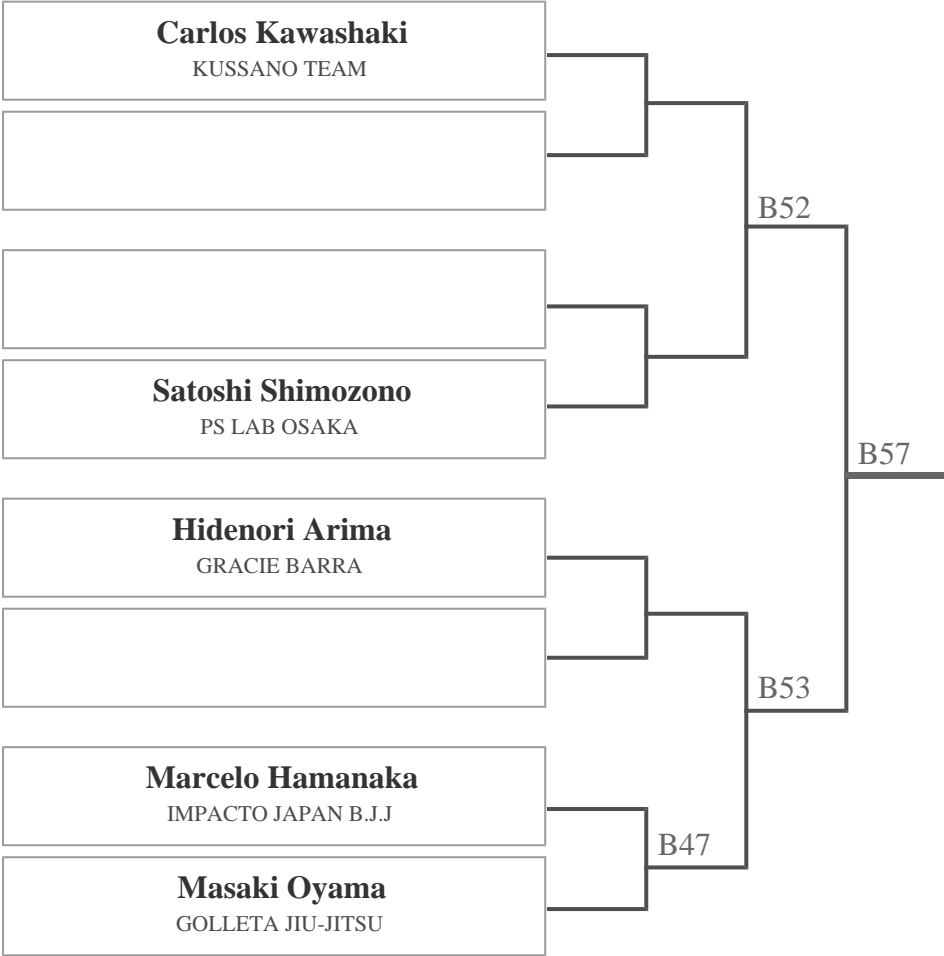 Carlos Kawashaki
KUSSANO TEAM
B52
Satoshi Shimozono
PS LAB OSAKA
B57
Hidenori Arima
GRACIE BARRA
B53
Marcelo Hamanaka
IMPACTO JAPAN B.J.J
B47
Masaki Oyama
GOLLETA JIU-JITSU